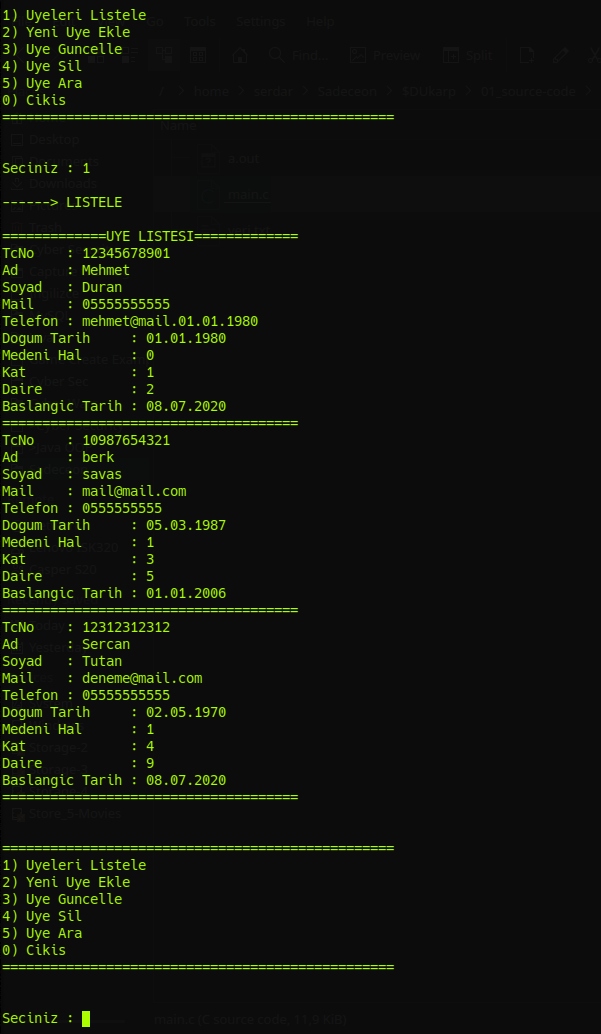 1) Uyeleri Listele
2) Yeni Uye Ekle
3) Uye Guncelle
4) Uye Sil
5) Uye Ara
0) Cikis
=================================================
Seciniz : 1
------> LISTELE
=============UYE LISTESI=============
TcNo    : 12345678901
Ad      : Mehmet
Soyad   : Duran
Mail    : 05555555555
Telefon : mehmet@mail.01.01.1980
Dogum Tarih     : 01.01.1980
Medeni Hal      : 0
Kat             : 1
Daire           : 2
Baslangic Tarih : 08.07.2020
=====================================
TcNo    : 10987654321
Ad      : berk
Soyad   : savas
Mail    : mail@mail.com
Telefon : 0555555555
Dogum Tarih     : 05.03.1987
Medeni Hal      : 1
Kat             : 3
Daire           : 5
Baslangic Tarih : 01.01.2006
=====================================
TcNo    : 12312312312
Ad      : Sercan
Soyad   : Tutan
Mail    : deneme@mail.com
Telefon : 05555555555
Dogum Tarih     : 02.05.1970
Medeni Hal      : 1
Kat             : 4
Daire           : 9
Baslangic Tarih : 08.07.2020
=====================================
=================================================
1) Uyeleri Listele
2) Yeni Uye Ekle
3) Uye Guncelle
4) Uye Sil
5) Uye Ara
0) Cikis
=================================================
Seciniz :